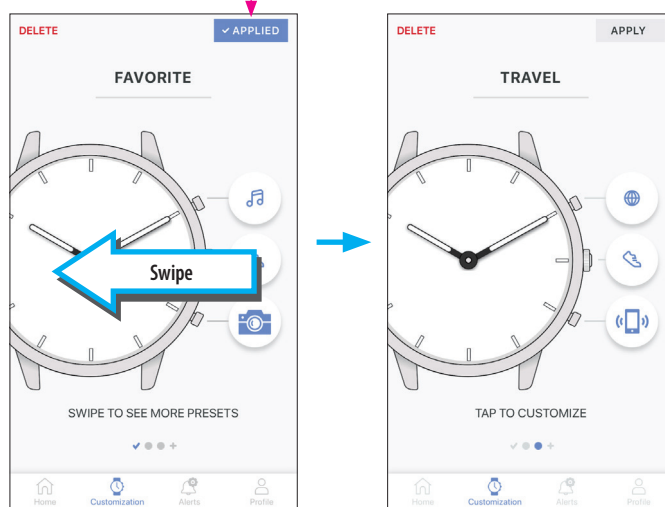 DELETE
✓ APPLIED
FAVORITE
Swipe
SWIPE TO SEE MORE PRESETS
Home
Customization
Alerts
Profile
DELETE
APPLY
TRAVEL
TAP TO CUSTOMIZE
Home
Customization
Alerts
Profile